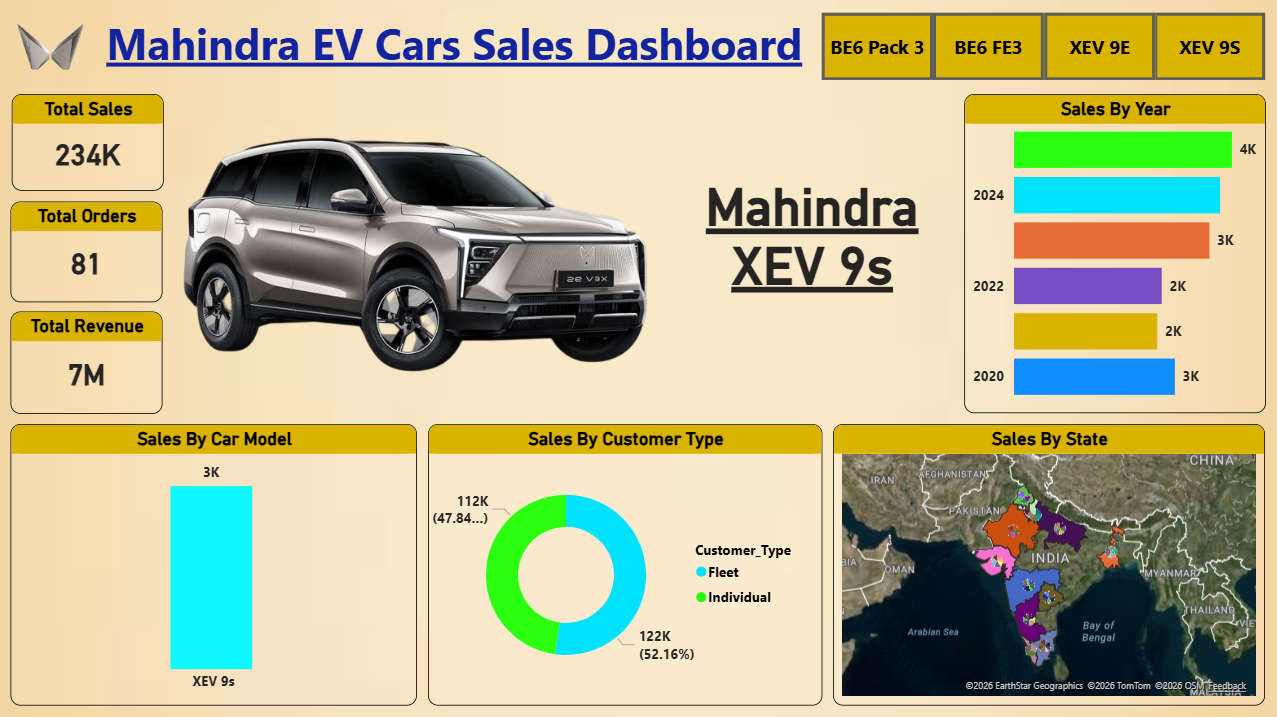 Mahindra EV Cars Sales Dashboard
BE6 Pack 3
BE6 FE3
XEV 9E
XEV 9S
Total Sales
234K
Total Orders
81
Total Revenue
7M
Mahindra
XEV 9s
Sales By Year
4K
2024
3K
2022
2K
2K
2020
3K
Sales By Car Model
3K
XEV 9s
Sales By Customer Type
112K
(47.84...)
122K
(52.16%)
Customer_Type
Fleet
Individual
Sales By State
CHINA
AFGHANISTAN
IRAN
PAKISTAN
INDIA
OMAN
MYANMAR
THAILAND
Arabian Sea
Bay of
Bengal
©2026 EarthStar Geographics ©2026 TomTom ©2026 OSM Feedback